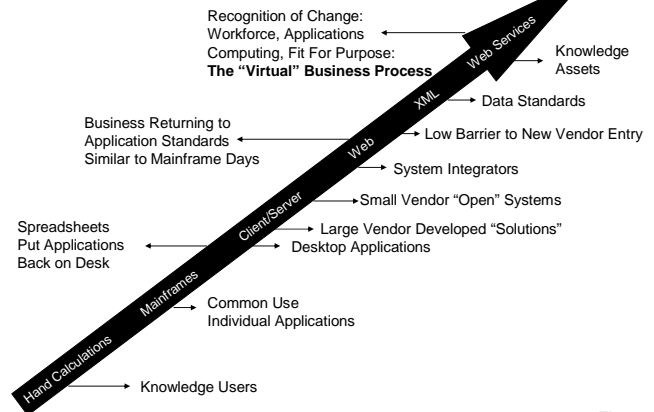 Recognition of Change:
Workforce, Applications
Computing, Fit For Purpose:
The “Virtual” Business Process
Web Services
Knowledge
Assets
XML
Data Standards
Business Returning to
Application Standards
Similar to Mainframe Days
Web
Low Barrier to New Vendor Entry
System Integrators
Client/Server
Small Vendor “Open” Systems
Spreadsheets
Put Applications
Back on Desk
Large Vendor Developed “Solutions”
Desktop Applications
Mainframes
Common Use
Individual Applications
Hand Calculations
Knowledge Users